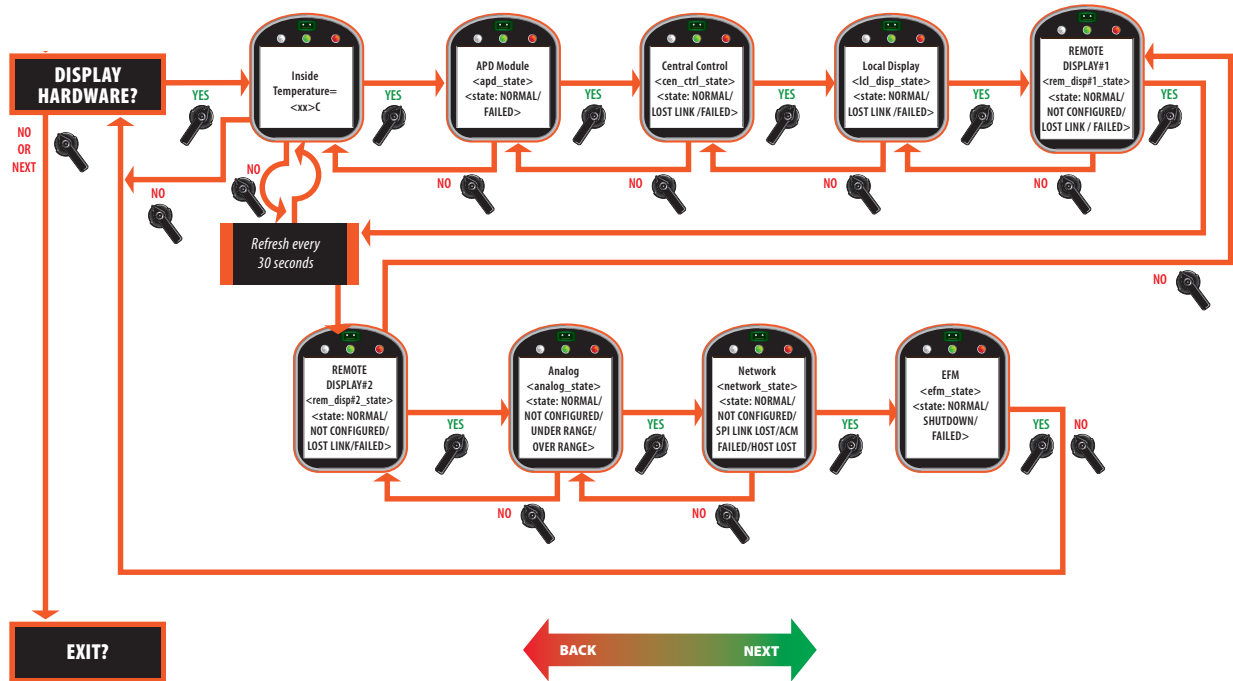 DISPLAY
HARDWARE?
YES
NO
OR
NEXT
Inside
Temperature=
<xx>C
YES
APD Module
<apd_state>
<state: NORMAL/
FAILED>
YES
Central Control
<cen_ctrl_state>
<state: NORMAL/
LOST LINK /FAILED>
YES
Local Display
<ld_disp_state>
<state: NORMAL/
LOST LINK /FAILED>
YES
REMOTE
DISPLAY#1
<rem_disp#1_state>
<state: NORMAL/
NOT CONFIGURED/
LOST LINK / FAILED>
YES
NO
NO
NO
NO
NO
NO
Refresh every
30 seconds
NO
REMOTE
DISPLAY#2
<rem_disp#2_state>
<state: NORMAL/
NOT CONFIGURED/
LOST LINK/FAILED>
YES
Analog
<analog_state>
<state: NORMAL/
NOT CONFIGURED/
UNDER RANGE/
OVER RANGE>
YES
Network
<network_state>
<state: NORMAL/
NOT CONFIGURED/
SPI LINK LOST/ACM
FAILED/HOST LOST
YES
EFM
<efm_state>
<state: NORMAL/
SHUTDOWN/
FAILED>
YES
NO
NO
NO
EXIT?
BACK
NEXT